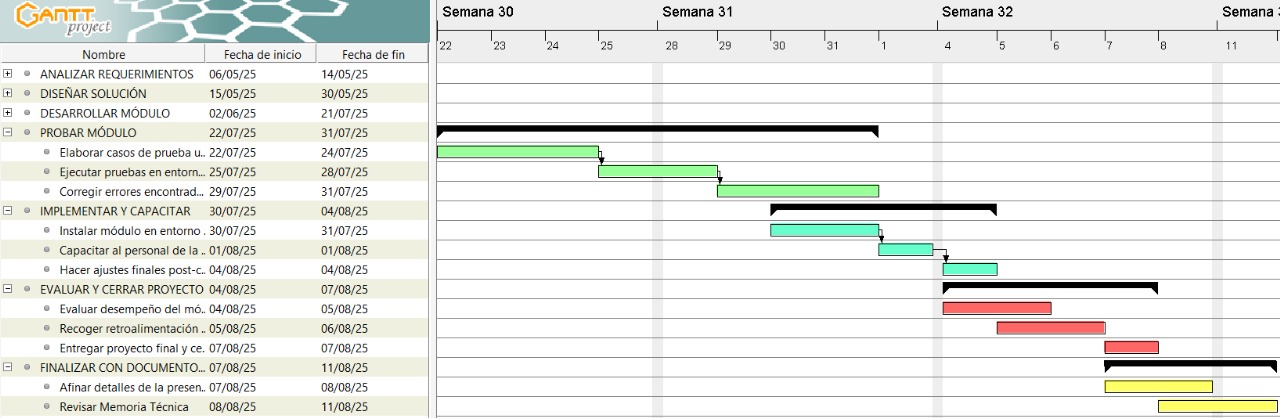 GANTT
project
Semana 30 Semana 31 Semana 32 Semana
22 23 24 25 28 29 30 31 1 4 5 6 7 8 11
Nombre Fecha de inicio Fecha de fin
ANALIZAR REQUERIMIENTOS 06/05/25 14/05/25
DISEÑAR SOLUCIÓN 15/05/25 30/05/25
DESARROLLAR MÓDULO 02/06/25 21/07/25
PROBAR MÓDULO 22/07/25 31/07/25
Elaborar casos de prueba u.. 22/07/25 24/07/25
Ejecutar pruebas en entorn... 25/07/25 28/07/25
Corregir errores encontrad... 29/07/25 31/07/25
IMPLEMENTAR Y CAPACITAR 30/07/25 04/08/25
Instalar módulo en entorno . 30/07/25 31/07/25
Capacitar al personal de la .. 01/08/25 01/08/25
Hacer ajustes finales post-c.. 04/08/25 04/08/25
EVALUAR Y CERRAR PROYECTO 04/08/25 07/08/25
Evaluar desempeño del mó.. 04/08/25 05/08/25
Recoger retroalimentación .. 05/08/25 06/08/25
Entregar proyecto final y ce. 07/08/25 07/08/25
FINALIZAR CON DOCUMENTO... 07/08/25 11/08/25
Afinar detalles de la presen.. 07/08/25 08/08/25
Revisar Memoria Técnica 08/08/25 11/08/25